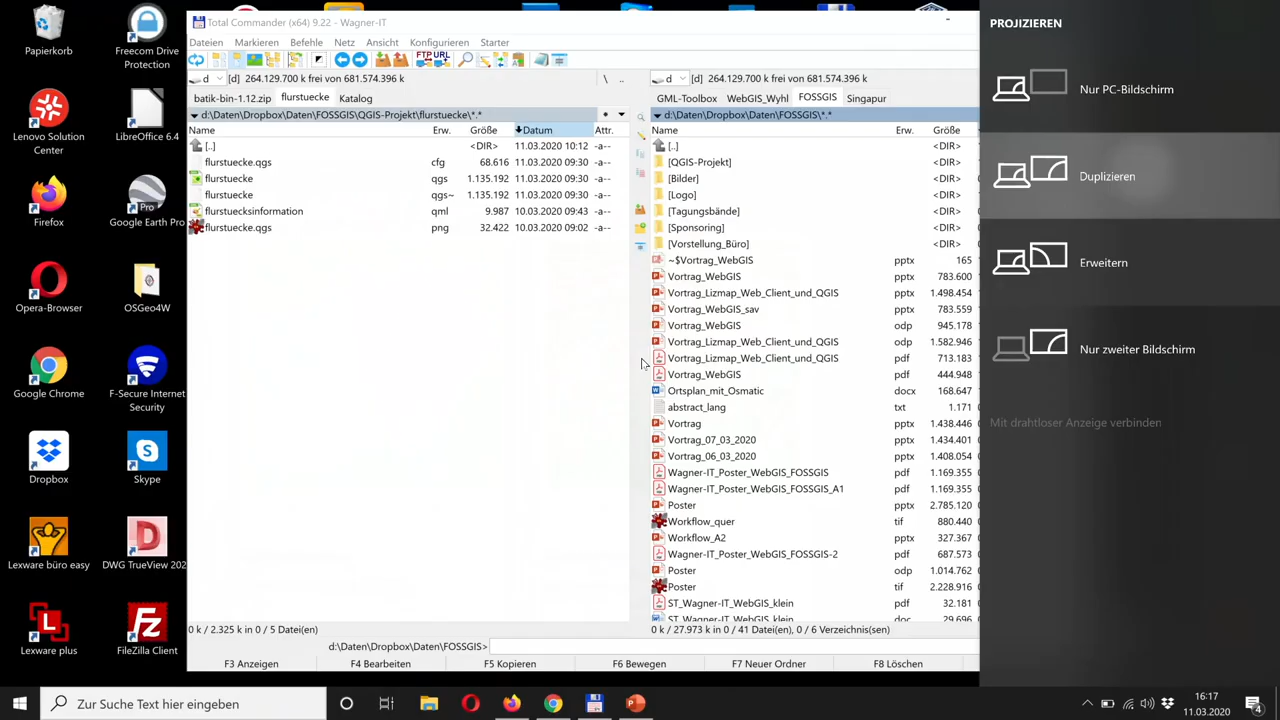 Papierkorb
Freecom Drive
Protection
Lenovo Solution
Center
LibreOffice 6.4
Firefox
Pro
Google Earth Pro
Opera-Browser
OSGeo4W
Google Chrome
F-Secure Internet
Security
Dropbox
Skype
Lexware büro easy
DWG TrueView 202
Lexware plus
FileZilla Client
Total Commander (x64) 9.22 - Wagner-IT
Dateien Markieren Befehle Netz Ansicht Konfigurieren Starter
FTP URL
d [d] 264.129.700 k frei von 681.574.396 k \ ..
batik-bin-1.12.zip flurstuecke Katalog
d:\Daten\Dropbox\Daten\FOSSGIS\QGIS-Projekt\flurstuecke\*.*
Name Erw. Größe Datum Attr.
[..] <DIR> 11.03.2020 10:12 -a--
flurstuecke.qgs cfg 68.616 11.03.2020 09:30 -a--
flurstuecke qgs 1.135.192 11.03.2020 09:30 -a--
flurstuecke qgs~ 1.135.192 11.03.2020 09:30 -a--
flurstuecksinformation qml 9.987 10.03.2020 09:43 -a--
flurstuecke.qgs png 32.422 10.03.2020 09:02 -a--
0 k / 2.325 k in 0 / 5 Datei(en)
d [d] 264.129.700 k frei von 681.574.396 k
GML-Toolbox WebGIS_Wyhl FOSSGIS Singapur
d:\Daten\Dropbox\Daten\FOSSGIS\*.*
Name Erw. Größe
[..] <DIR>
[QGIS-Projekt] <DIR>
[Bilder] <DIR>
[Logo] <DIR>
[Tagungsbände] <DIR>
[Sponsoring] <DIR>
[Vorstellung_Büro] <DIR>
~$Vortrag_WebGIS pptx 165
Vortrag_WebGIS pptx 783.600
Vortrag_Lizmap_Web_Client_und_QGIS pptx 1.498.454
Vortrag_WebGIS_sav pptx 783.559
Vortrag_WebGIS odp 945.178
Vortrag_Lizmap_Web_Client_und_QGIS odp 1.582.946
Vortrag_Lizmap_Web_Client_und_QGIS pdf 713.183
Vortrag_WebGIS pdf 444.948
Ortsplan_mit_Osmatic docx 168.647
abstract_lang txt 1.171
Vortrag pptx 1.438.446
Vortrag_07_03_2020 pptx 1.434.401
Vortrag_06_03_2020 pptx 1.408.054
Wagner-IT_Poster_WebGIS_FOSSGIS pdf 1.169.355
Wagner-IT_Poster_WebGIS_FOSSGIS_A1 pdf 1.169.355
Poster pptx 2.785.120
Workflow_quer tif 880.440
Workflow_A2 pptx 327.367
Wagner-IT_Poster_WebGIS_FOSSGIS-2 pdf 687.573
Poster odp 1.014.762
Poster tif 2.228.916
ST_Wagner-IT_WebGIS_klein pdf 32.181
ST_Wagner-IT_WebGIS_klein doc 29.696
0 k / 27.973 k in 0 / 41 Datei(en), 0 / 6 Verzeichnis(sen)
d:\Daten\Dropbox\Daten\FOSSGIS>
F3 Anzeigen F4 Bearbeiten F5 Kopieren F6 Bewegen F7 Neuer Ordner F8 Löschen
PROJIZIEREN
Nur PC-Bildschirm
Duplizieren
Erweitern
Nur zweiter Bildschirm
Mit drahtloser Anzeige verbinden
Zur Suche Text hier eingeben
16:17
11.03.2020
4